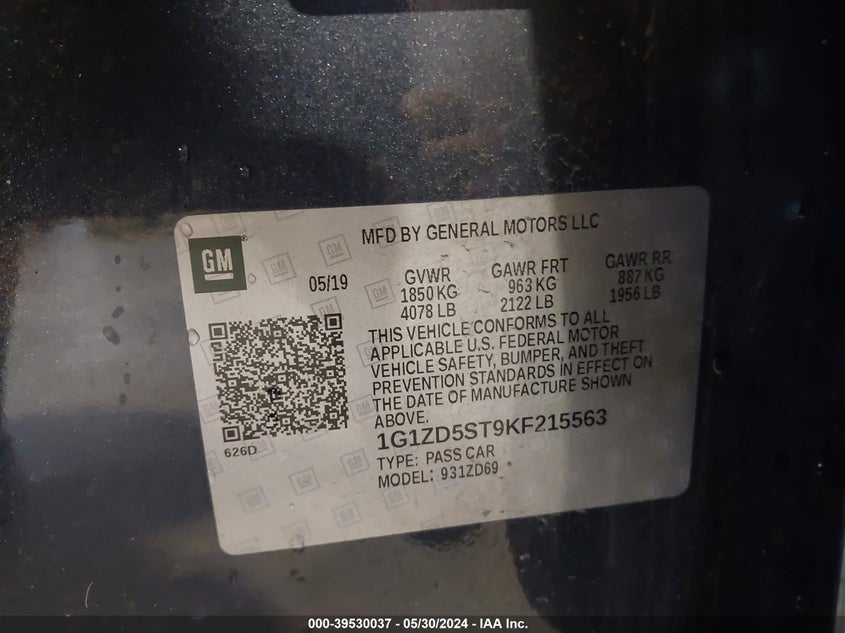 MFD BY GENERAL MOTORS LLC
GM
05/19
GVWR GAWR FRT GAWR RR
1850 KG 963 KG 887 KG
4078 LB 2122 LB 1956 LB
THIS VEHICLE CONFORMS TO ALL
APPLICABLE U.S. FEDERAL MOTOR
VEHICLE SAFETY, BUMPER, AND THEFT
PREVENTION STANDARDS IN EFFECT ON
THE DATE OF MANUFACTURE SHOWN
ABOVE.
626D
1G1ZD5ST9KF215563
TYPE: PASS CAR
MODEL: 931ZD69
000-39530037 - 05/30/2024 - IAA Inc.